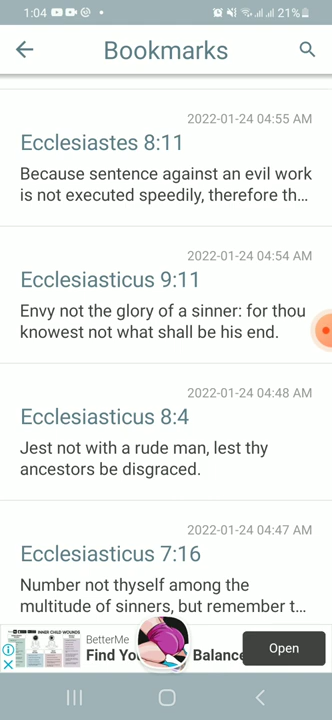 1:04
21%
Bookmarks
2022-01-24 04:55 AM
Ecclesiastes 8:11
Because sentence against an evil work
is not executed speedily, therefore th...
2022-01-24 04:54 AM
Ecclesiasticus 9:11
Envy not the glory of a sinner: for thou
knowest not what shall be his end.
2022-01-24 04:48 AM
Ecclesiasticus 8:4
Jest not with a rude man, lest thy
ancestors be disgraced.
2022-01-24 04:47 AM
Ecclesiasticus 7:16
Number not thyself among the
multitude of sinners, but remember t...
INNER CHILD WOUNDS
BetterMe
Find Yo Balance
Open